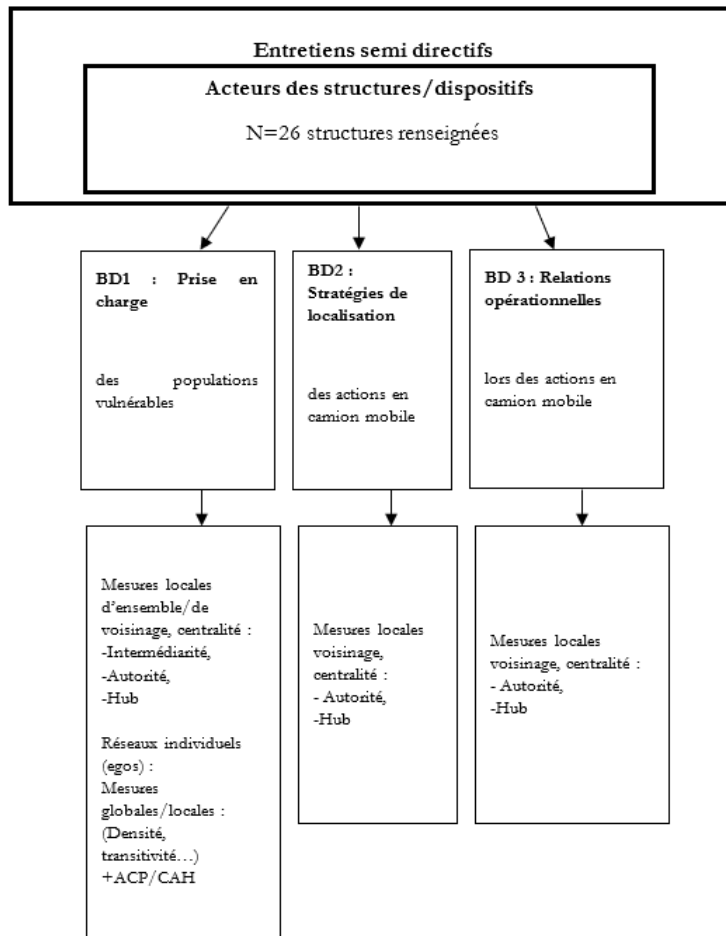 Entretiens semi directifs
Acteurs des structures/dispositifs
N=26 structures renseignées
BD1 : Prise en
charge
des populations
vulnérables
BD2 :
Stratégies de
localisation
des actions en
camion mobile
BD 3 : Relations
opérationnelles
lors des actions en
camion mobile
Mesures locales
d'ensemble/de
voisinage, centralité :
-Intermédiarité,
-Autorité,
-Hub
Réseaux individuels
(egos) :
Mesures
globales/locales :
(Densité,
transitivité…)
+ACP/CAH
Mesures locales
voisinage,
centralité :
- Autorité,
-Hub
Mesures locales
voisinage, centralité :
- Autorité,
-Hub